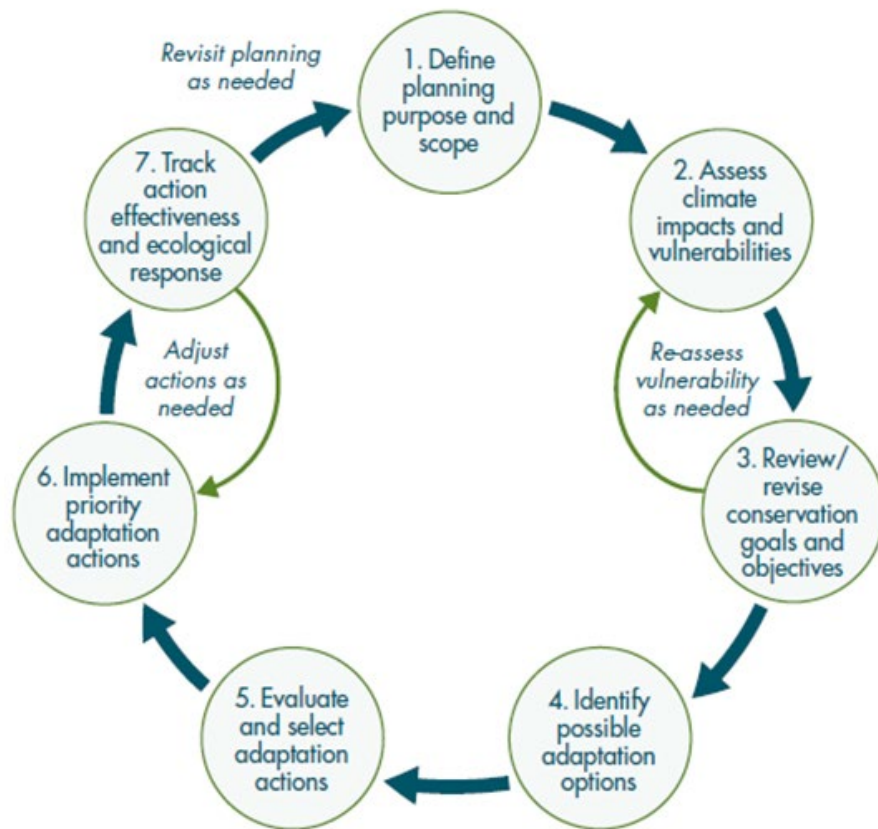 Revisit planning
as needed
1. Define
planning
purpose and
scope
2. Assess
climate
impacts and
vulnerabilities
Re-assess
vulnerability
as needed
3. Review/
revise
conservation
goals and
objectives
4. Identify
possible
adaptation
options
5. Evaluate
and select
adaptation
actions
6. Implement
priority
adaptation
actions
Adjust
actions as
needed
7. Track
action
effectiveness
and ecological
response